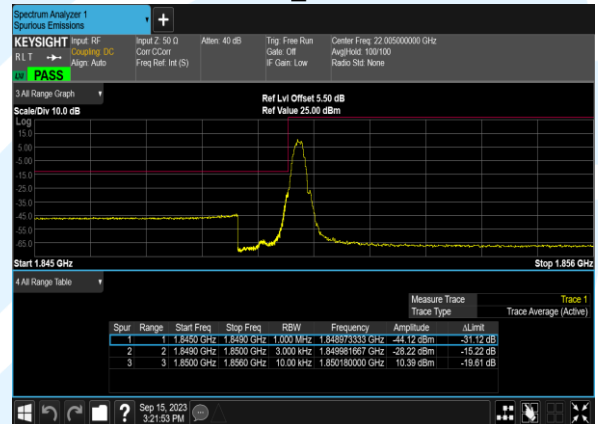 Spectrum Analyzer 1
Spurious Emissions
+
KEYSIGHT Input: RF Input Z: 50 Ω Atten: 40 dB Trig: Free Run Center Freq: 22.005000000 GHz
RLT Coupling: DC Corr CCorr Gate: Off Avg|Hold: 100/100
Align: Auto Freq Ref: Int (S) IF Gain: Low Radio Std: None
PASS
3 All Range Graph
Ref Lvl Offset 5.50 dB
Scale/Div 10.0 dB Ref Value 25.00 dBm
Log
15.0
5.00
-5.00
-15.0
-25.0
-35.0
-45.0
-55.0
-65.0
Start 1.845 GHz Stop 1.856 GHz
4 All Range Table
Measure Trace Trace 1
Trace Type Trace Average (Active)
Spur Range Start Freq Stop Freq RBW Frequency Amplitude ΔLimit
1 1 1.8450 GHz 1.8490 GHz 1.000 MHz 1.848973333 GHz -44.12 dBm -31.12 dB
2 2 1.8490 GHz 1.8500 GHz 3.000 kHz 1.849981667 GHz -28.22 dBm -15.22 dB
3 3 1.8500 GHz 1.8560 GHz 10.00 kHz 1.850180000 GHz 10.39 dBm -19.61 dB
? Sep 15, 2023
3:21:53 PM